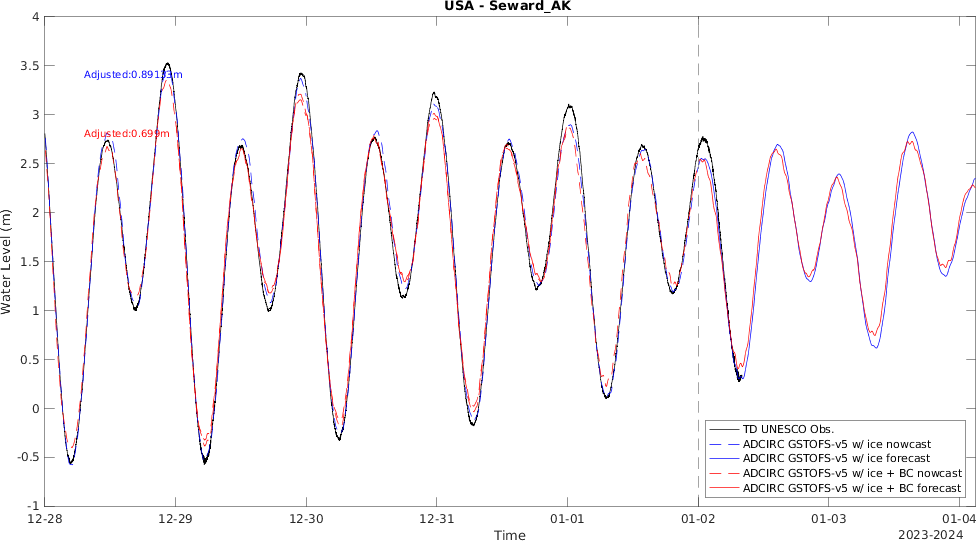 USA - Seward_AK
Water Level (m)
4
3.5
3
2.5
2
1.5
1
0.5
0
-0.5
-1
Adjusted:0.89133m
Adjusted:0.699m
TD UNESCO Obs.
ADCIRC GSTOFS-v5 w/ ice nowcast
ADCIRC GSTOFS-v5 w/ ice forecast
ADCIRC GSTOFS-v5 w/ ice + BC nowcast
ADCIRC GSTOFS-v5 w/ ice + BC forecast
12-28 12-29 12-30 12-31 01-01 01-02 01-03 01-04
Time
2023-2024